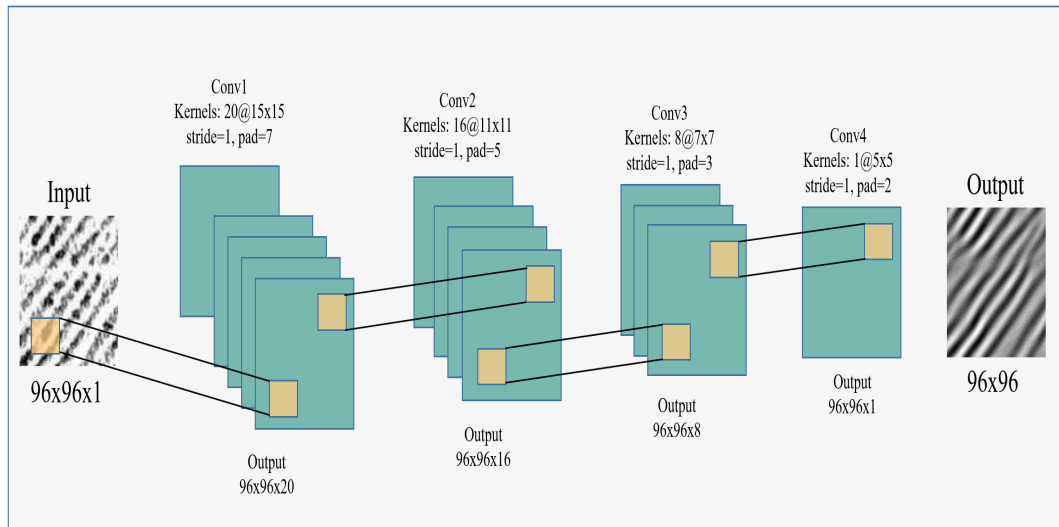 Input
96x96x1
Conv1
Kernels: 20@15x15
stride=1, pad=7
Output
96x96x20
Conv2
Kernels: 16@11x11
stride=1, pad=5
Output
96x96x16
Conv3
Kernels: 8@7x7
stride=1, pad=3
Output
96x96x8
Conv4
Kernels: 1@5x5
stride=1, pad=2
Output
96x96x1
Output
96x96